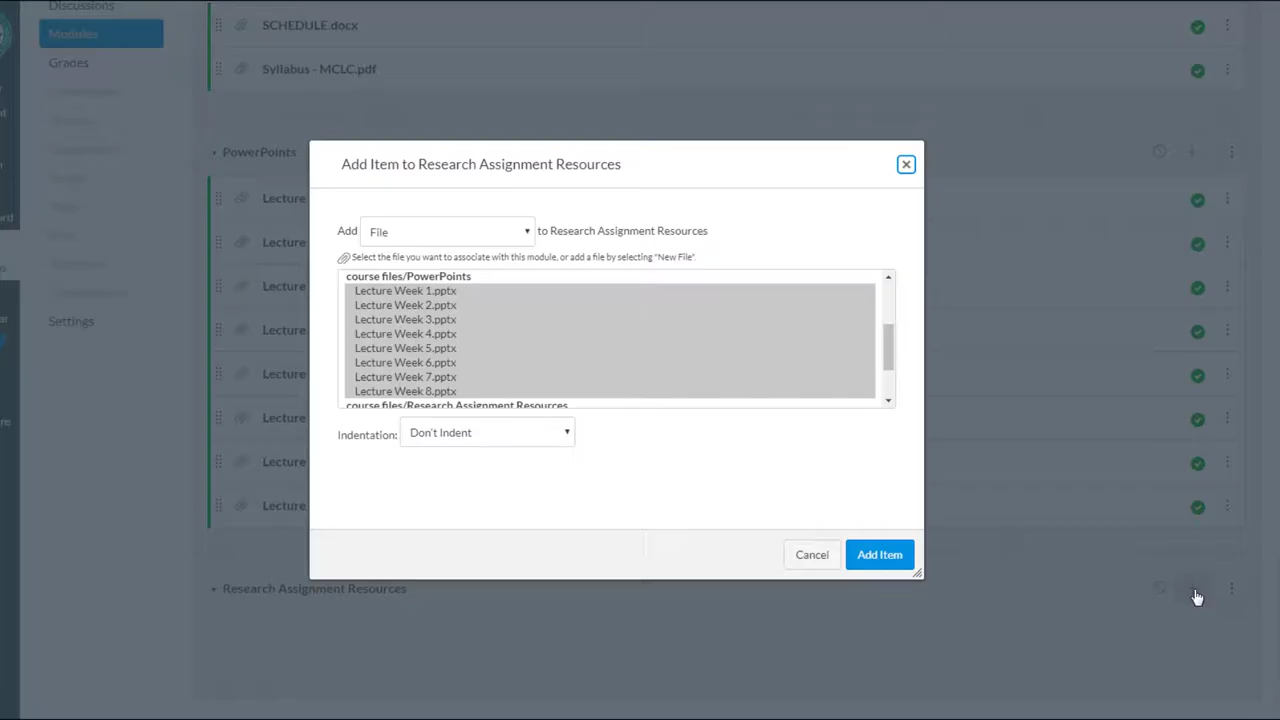 Discussions
SCHEDULE.docx
Modules
Grades
Syllabus - MCLC.pdf
PowerPoints
Add Item to Research Assignment Resources
Lecture
Add File to Research Assignment Resources
Lecture
Select the file you want to associate with this module, or add a file by selecting "New File".
course files/PowerPoints
Lecture
Lecture Week 1.pptx
Lecture Week 2.pptx
Lecture Week 3.pptx
Settings
Lecture
Lecture Week 4.pptx
Lecture Week 5.pptx
Lecture Week 6.pptx
Lecture
Lecture Week 7.pptx
Lecture Week 8.pptx
course files/Research Assignment Resources
Lecture
Indentation: Don't Indent
Lecture
Lecture
Cancel
Add Item
Research Assignment Resources